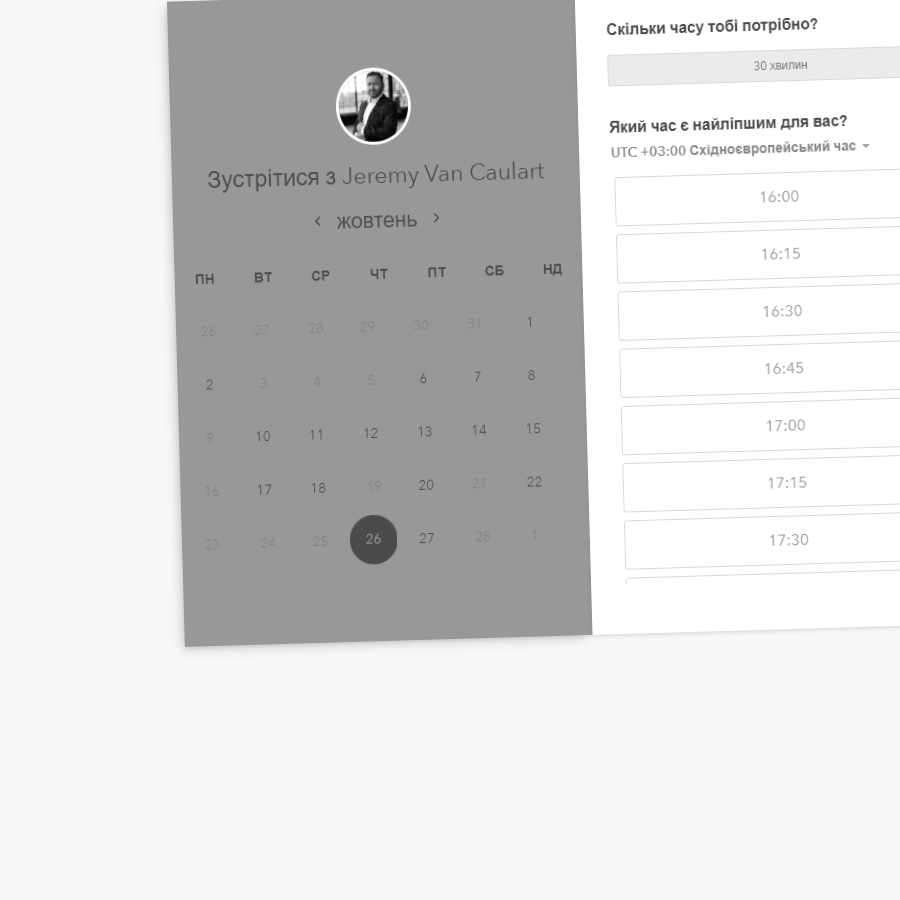 Зустрітися з Jeremy Van Caulart
жовтень
ПН ВТ СР ЧТ ПТ СБ НД
26 27 28 29 30 31 1
2 3 4 5 6 7 8
9 10 11 12 13 14 15
16 17 18 19 20 21 22
23 24 25 26 27 28 1
Скільки часу тобі потрібно?
30 хвилин
Який час є найліпшим для вас?
UTC +03:00 Східноєвропейський час
16:00
16:15
16:30
16:45
17:00
17:15
17:30